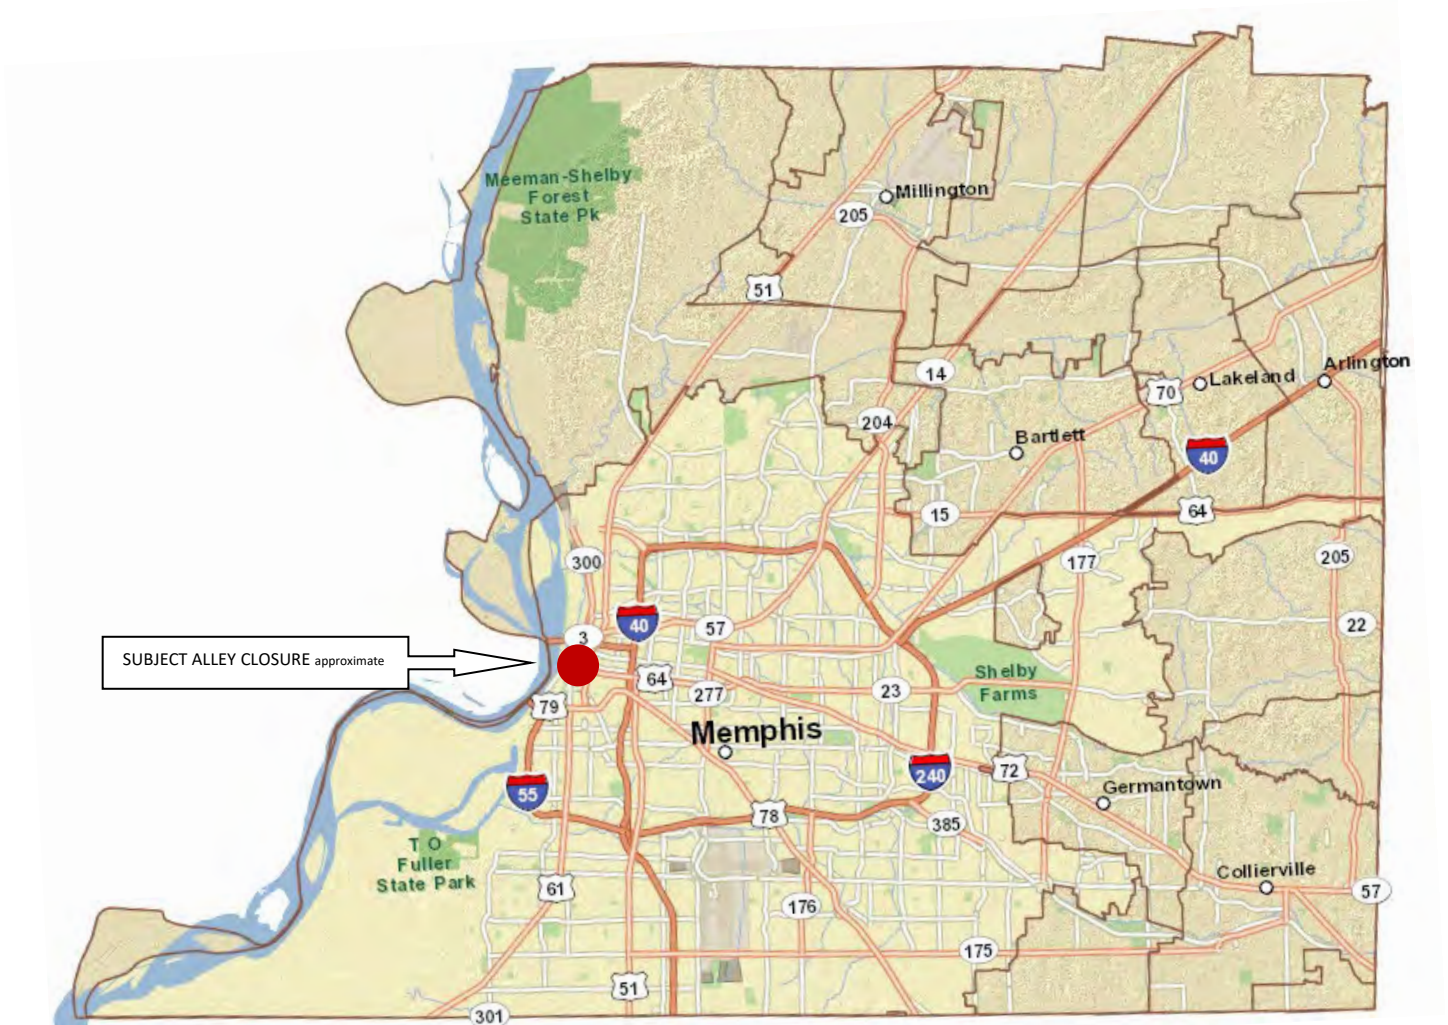 Meeman-Shelby
Forest
State Pk
Millington
205
51
14
Arlington
70
Lakeland
204
Bartlett
40
64
15
300
177
205
40
57
3
22
SUBJECT ALLEY CLOSURE approximate
64
Shelby
Farms
277
23
79
Memphis
72
240
55
Germantown
78
385
T O
Fuller
State Park
Collierville
61
57
176
175
51
301